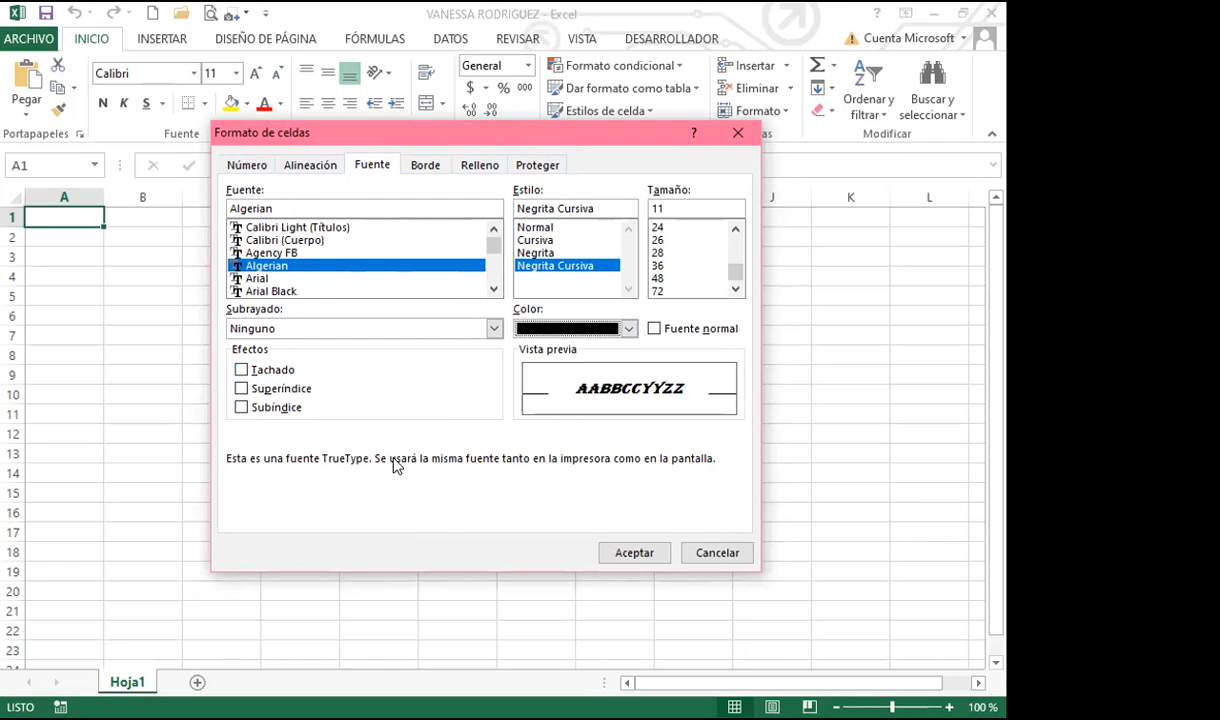 VANESSA RODRIGUEZ - Excel
ARCHIVO INICIO INSERTAR DISEÑO DE PÁGINA FÓRMULAS DATOS REVISAR VISTA DESARROLLADOR Cuenta Microsoft
Pegar
Portapapeles
Calibri 11
N K S
Fuente
General
$ % 000
Formato condicional
Dar formato como tabla
Estilos de celda
Insertar
Eliminar
Formato
Ordenar y filtrar
Buscar y seleccionar
Modificar
A1
Formato de celdas ?
Número Alineación Fuente Borde Relleno Proteger
Fuente: Estilo: Tamaño:
Algerian Negrita Cursiva 11
Calibri Light (Títulos) Normal 24
Calibri (Cuerpo) Cursiva 26
Agency FB Negrita 28
Algerian Negrita Cursiva 36
Arial 48
Arial Black 72
Subrayado: Color:
Ninguno Fuente normal
Efectos Vista previa
Tachado
Superíndice
Subíndice
AABBCCYYZZ
Esta es una fuente TrueType. Se usará la misma fuente tanto en la impresora como en la pantalla.
Aceptar Cancelar
A B J K L
1
2
3
4
5
6
7
8
9
10
11
12
13
14
15
16
17
18
19
20
21
22
23
Hoja1
LISTO 100 %